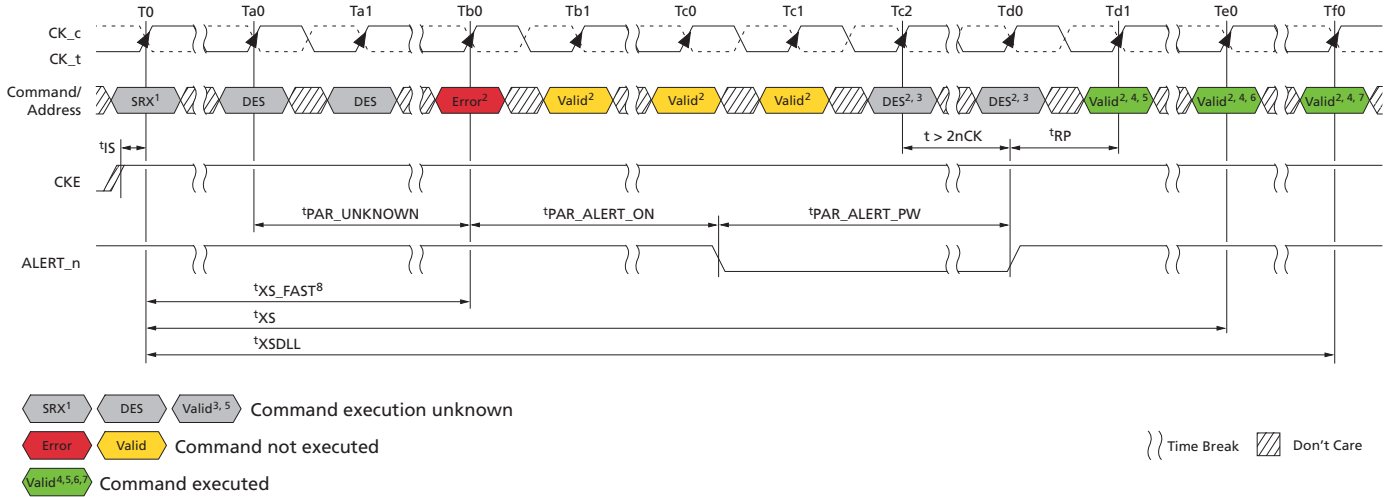 T0 Ta0 Ta1 Tb0 Tb1 Tc0 Tc1 Tc2 Td0 Td1 Te0 Tf0
CK_c
CK_t
Command/
Address
SRX¹ DES DES Error² Valid² Valid² Valid² DES²,³ DES²,³ Valid²,⁴,⁵ Valid²,⁴,⁶ Valid²,⁴,⁷
tIS
t > 2nCK
tRP
CKE
tPAR_UNKNOWN
tPAR_ALERT_ON
tPAR_ALERT_PW
ALERT_n
tXS_FAST⁸
tXS
tXSDLL
SRX¹ DES Valid³,⁵ Command execution unknown
Error Valid Command not executed
Time Break
Don't Care
Valid⁴,⁵,⁶,⁷ Command executed